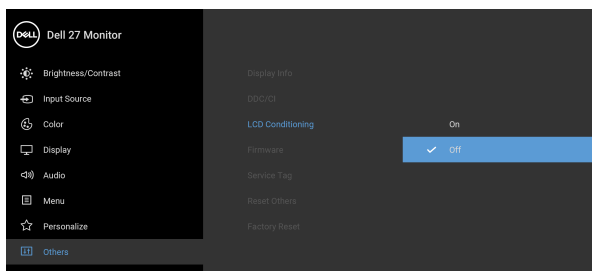 DELL Dell 27 Monitor
Brightness/Contrast
Input Source
Color
Display
Audio
Menu
Personalize
Others
Display Info
DDC/CI
LCD Conditioning
Firmware
Service Tag
Reset Others
Factory Reset
On
Off